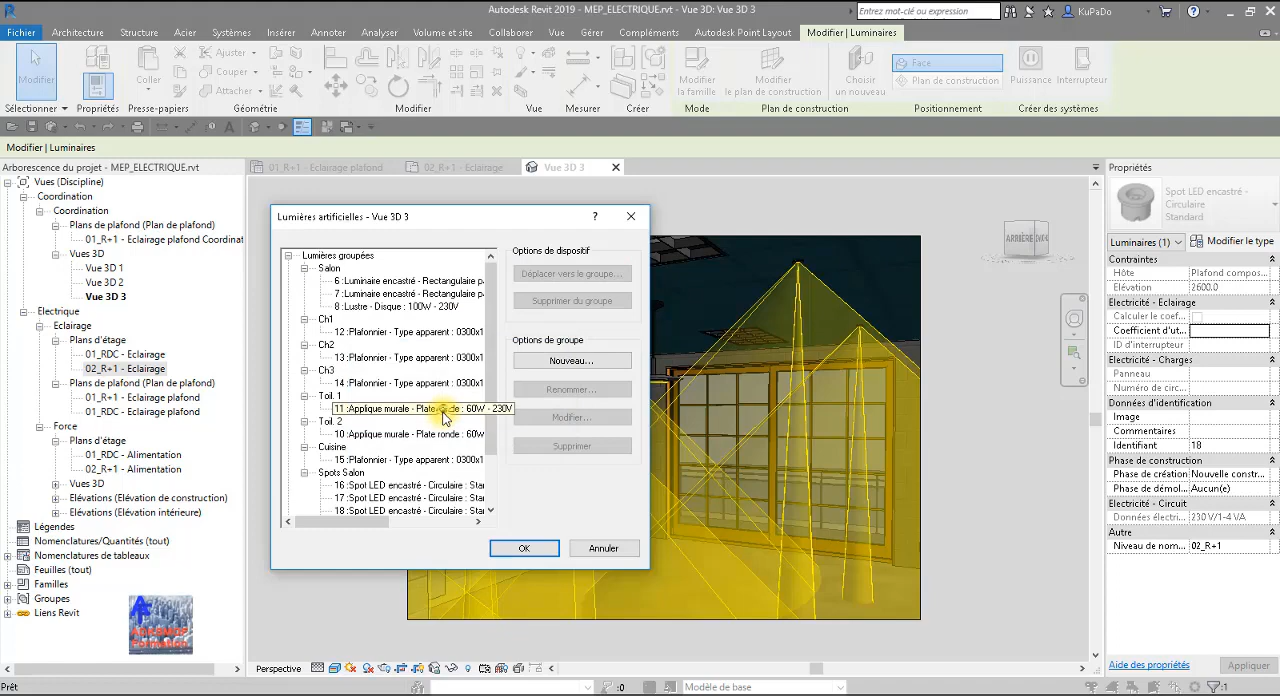 Autodesk Revit 2019 - MEP_ELECTRIQUE.rvt - Vue 3D: Vue 3D 3
Entrez mot-clé ou expression
KuPaDo
Fichier Architecture Structure Acier Systèmes Insérer Annoter Analyser Volume et site Collaborer Vue Gérer Compléments Autodesk Point Layout Modifier | Luminaires
Modifier
Coller
Ajuster
Couper
Attacher
Modifier la famille
Modifier le plan de construction
Choisir un nouveau
Face
Plan de construction
Puissance
Interrupteur
Sélectionner Propriétés Presse-papiers Géométrie Modifier Vue Mesurer Créer Mode Plan de construction Positionnement Créer des systèmes
Modifier | Luminaires
Arborescence du projet - MEP_ELECTRIQUE.rvt
Vues (Discipline)
Coordination
Coordination
Plans de plafond (Plan de plafond)
01_R+1 - Eclairage plafond Coordinat
Vues 3D
Vue 3D 1
Vue 3D 2
Vue 3D 3
Electrique
Eclairage
Plans d'étage
01_RDC - Eclairage
02_R+1 - Eclairage
Plans de plafond (Plan de plafond)
01_R+1 - Eclairage plafond
01_RDC - Eclairage plafond
Force
Plans d'étage
01_RDC - Alimentation
02_R+1 - Alimentation
Vues 3D
Elévations (Elévation de construction)
Elévations (Elévation intérieure)
Légendes
Nomenclatures/Quantités (tout)
Nomenclatures de tableaux
Feuilles (tout)
Familles
Groupes
Liens Revit
Formation
01_R+1 - Eclairage plafond
02_R+1 - Eclairage
Vue 3D 3
Lumières artificielles - Vue 3D 3
Lumières groupées
Salon
6 :Luminaire encastré - Rectangulaire p
7 :Luminaire encastré - Rectangulaire p
8 :Lustre - Disque : 100W - 230V
Ch1
12 :Plafonnier - Type apparent : 0300x1
Ch2
13 :Plafonnier - Type apparent : 0300x1
Ch3
14 :Plafonnier - Type apparent : 0300x1
Toil. 1
11 :Applique murale - Plate ronde : 60W - 230V
Toil. 2
10 :Applique murale - Plate ronde : 60W
Cuisine
15 :Plafonnier - Type apparent : 0300x1
Spots Salon
16 :Spot LED encastré - Circulaire : Star
17 :Spot LED encastré - Circulaire : Star
18 :Spot LED encastré - Circulaire : Star
Options de dispositif
Déplacer vers le groupe...
Supprimer du groupe
Options de groupe
Nouveau...
Renommer...
Modifier...
Supprimer
OK
Annuler
ARRIÈRE
Propriétés
Spot LED encastré - Circulaire
Standard
Luminaires (1)
Modifier le type
Contraintes
Hôte Plafond compos...
Elévation 2600.0
Electricité - Eclairage
Calculer le coef...
Coefficient d'ut...
ID d'interrupteur
Electricité - Charges
Panneau
Numéro de circ...
Données d'identification
Image
Commentaires
Identifiant 18
Phase de construction
Phase de création Nouvelle constr...
Phase de démol... Aucun(e)
Electricité - Circuit
Données électri... 230 V/1-4 VA
Autre
Niveau de nom... 02_R+1
Aide des propriétés
Appliquer
Perspective
Prêt
:0
Modèle de base
:1